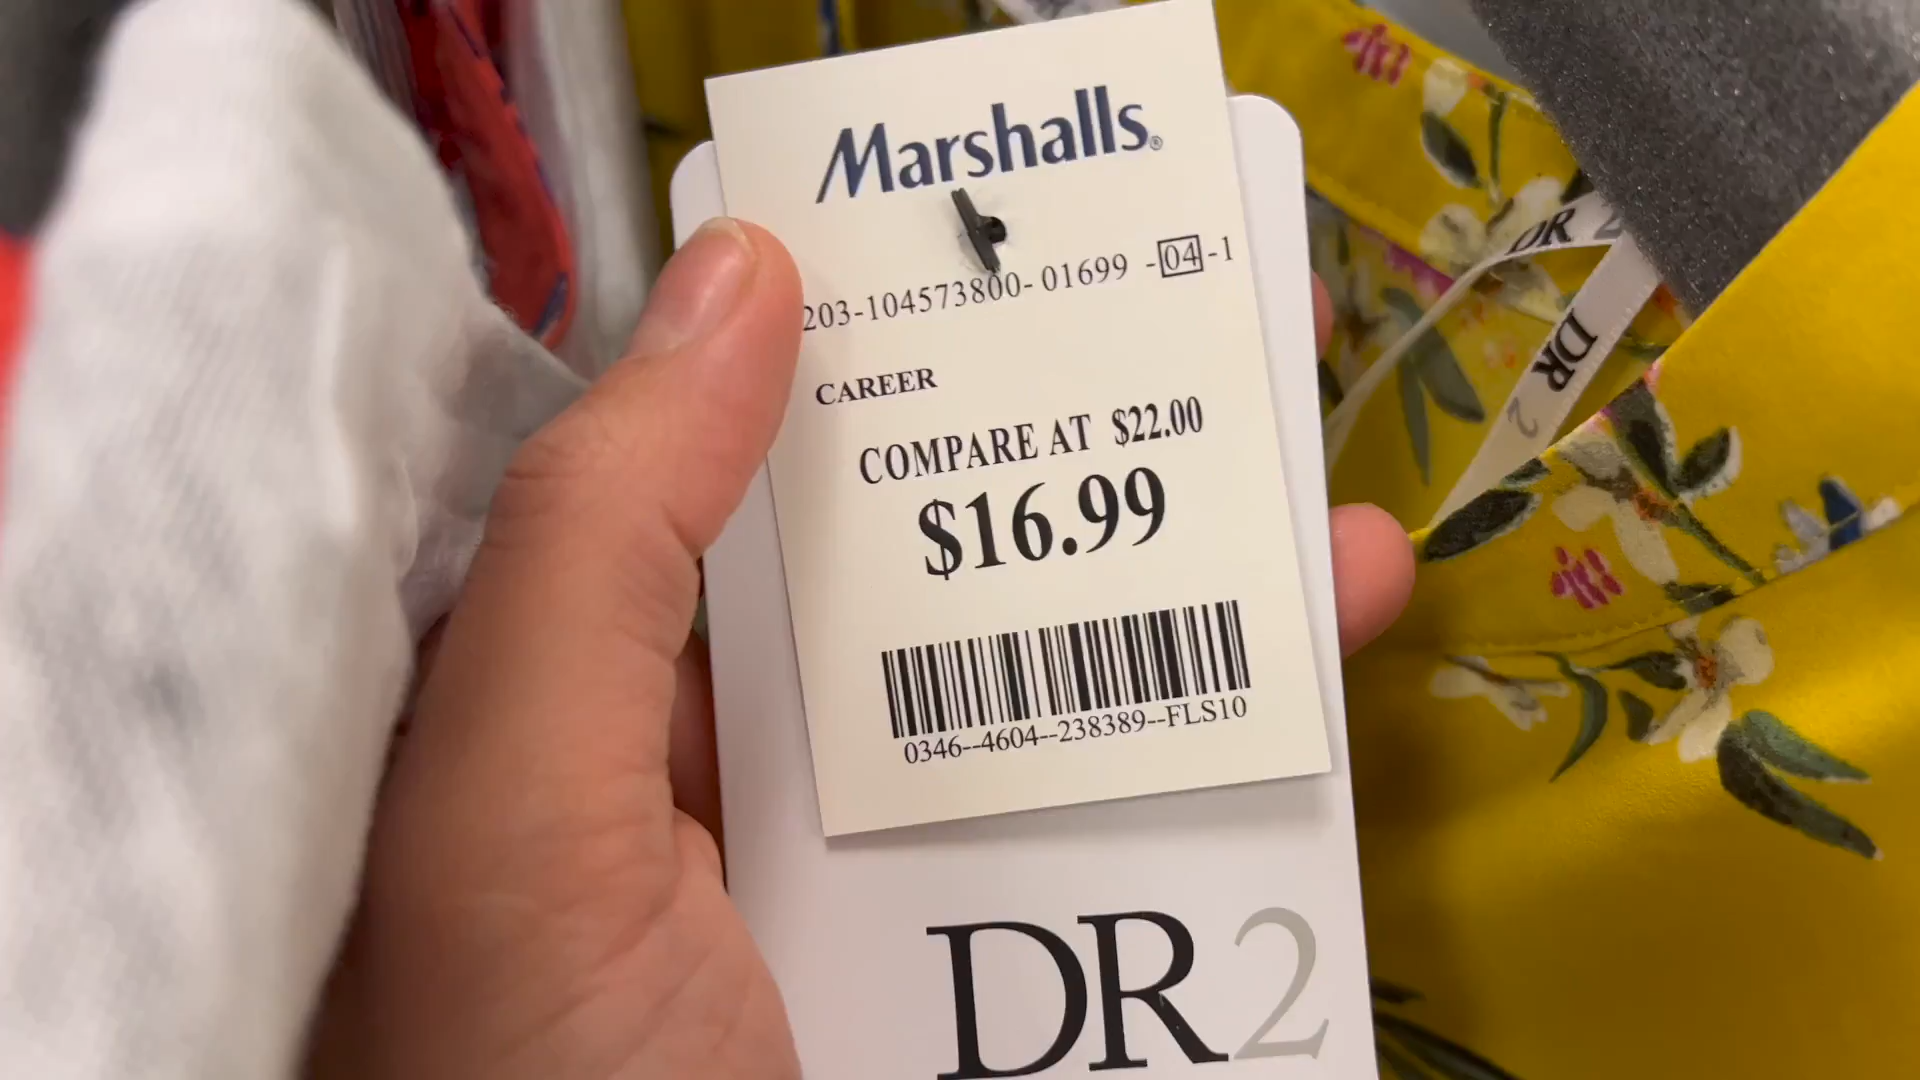 Marshalls®
203-104573800-01699 -04-1
CAREER
COMPARE AT $22.00
$16.99
0346--4604--238389--FLS10
DR2
DR 2
DR 2